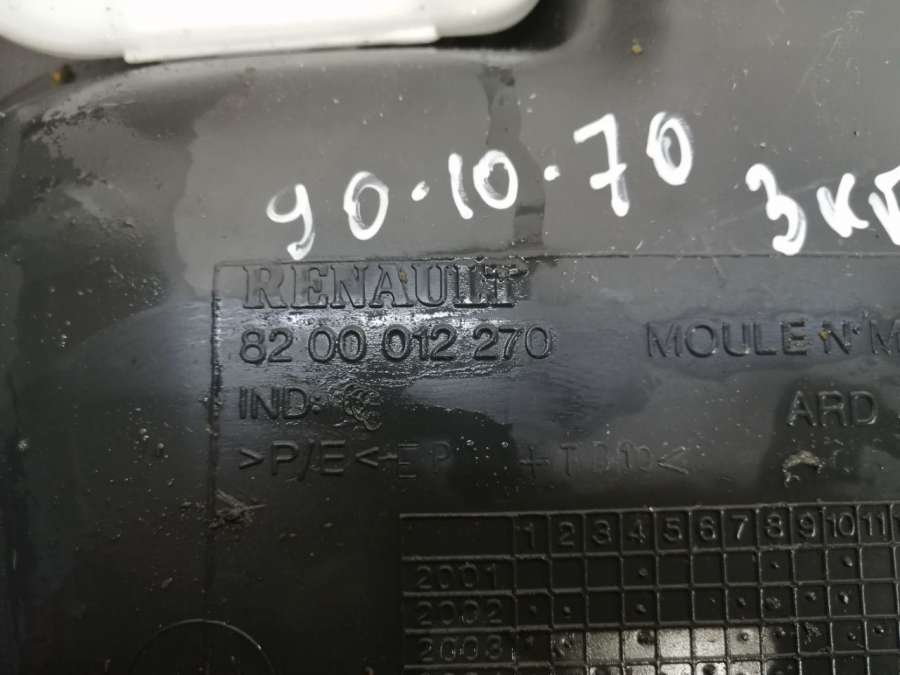 90.10.70 3кг
RENAULT
82 00 012 270 MOULE N° M
IND:
ARD
>P/E<
1 2 3 4 5 6 7 8 9 10 11
2001
2002
2003